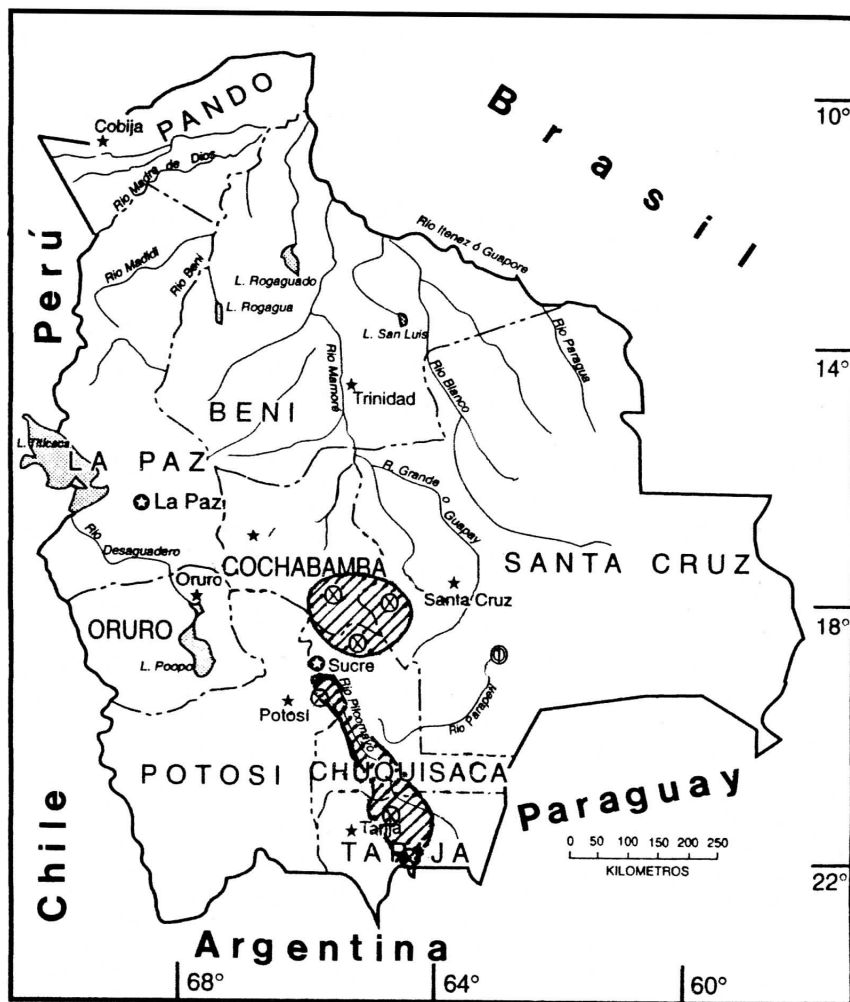 Brasil
PANDO
Cobija
10°
Río Madre de Dios
Perú
Río Madidi
Río Beni
L. Rogaguado
Río Itenez ó Guapore
L. Rogagua
L. San Luis
Río Paragua
14°
Río Mamoré
Río Blanco
BENI
Trinidad
L. Titicaca
LA PAZ
La Paz
R. Grande o Guapay
Río Desaguadero
COCHABAMBA
SANTA CRUZ
Oruro
Santa Cruz
18°
ORURO
L. Poopo
Sucre
Potosí
Río Pilcomayo
Río Parapeti
POTOSI
CHUQUISACA
Paraguay
Chile
Tarija
TARIJA
0 50 100 150 200 250
KILOMETROS
22°
Argentina
68°
64°
60°